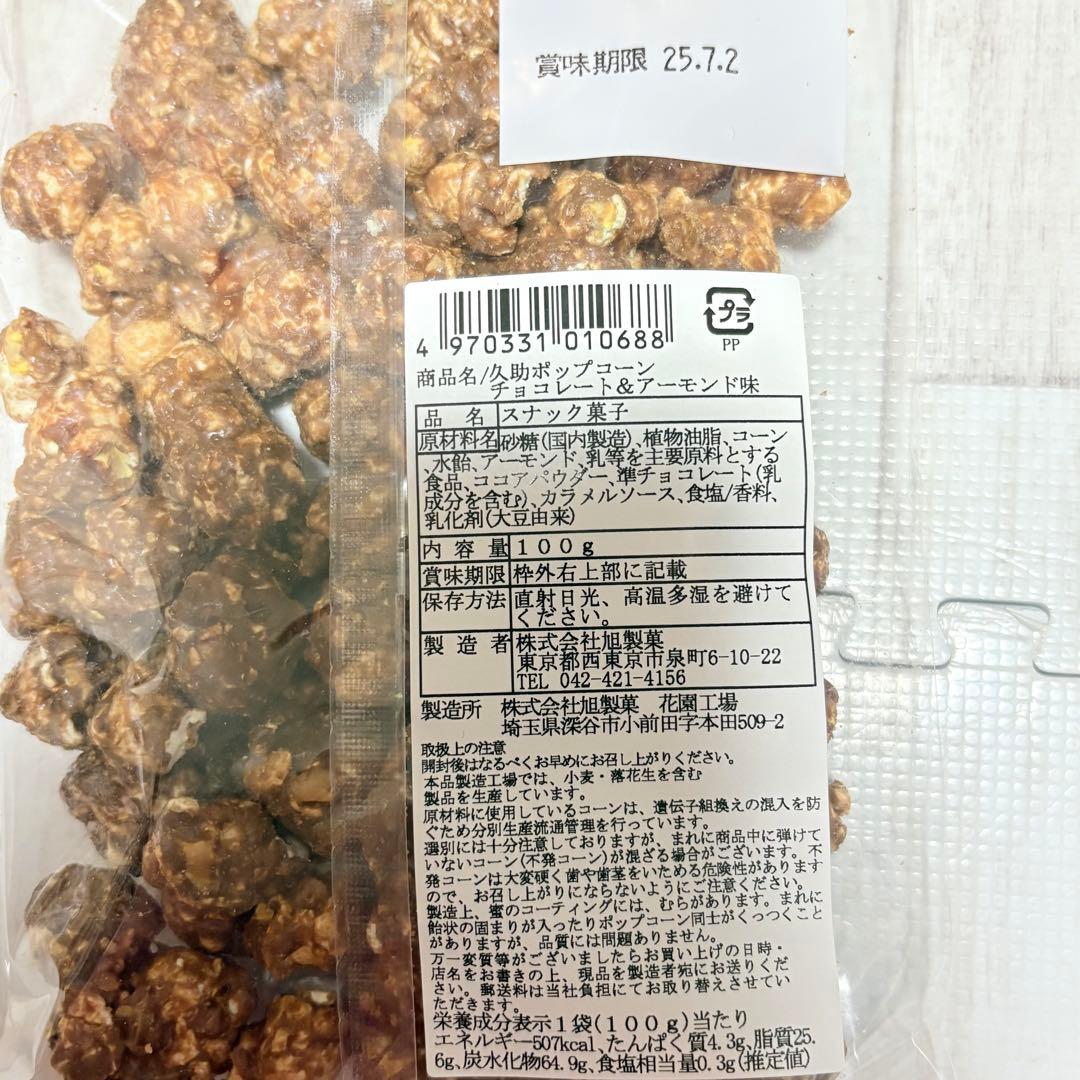 賞味期限 25.7.2
4 970331 010688
プラ
PP
商品名/久助ポップコーン
チョコレート&アーモンド味
品 名 スナック菓子
原材料名 砂糖(国内製造)、植物油脂、コーン
、水飴、アーモンド、乳等を主要原料とする
食品、ココアパウダー、準チョコレート(乳
成分を含む)、カラメルソース、食塩/香料、
乳化剤(大豆由来)
内 容 量 100g
賞味期限 枠外右上部に記載
保存方法 直射日光、高温多湿を避けて
ください。
製 造 者 株式会社旭製菓
東京都西東京市泉町6-10-22
TEL 042-421-4156
製造所 株式会社旭製菓 花園工場
埼玉県深谷市小前田字本田509-2
取扱上の注意
開封後はなるべくお早めにお召し上がりください。
本品製造工場では、小麦・落花生を含む
製品を生産しています。
原材料に使用しているコーンは、遺伝子組換えの混入を防
ぐため分別生産流通管理を行っています。
選別には十分注意しておりますが、まれに商品中に弾けて
いないコーン(不発コーン)が混ざる場合がございます。不
発コーンは大変硬く歯や歯茎をいためる危険性があります
ので、お召し上がりにならないようにご注意ください。
製造上、蜜のコーティングには、むらがあります。まれに
飴状の固まりが入ったりポップコーン同士がくっつくこと
がありますが、品質には問題ありません。
万一変質等がございましたらお買い上げの日時・
店名をお書きの上、現品を製造者宛にお送りくだ
さい。郵送料は当社負担にてお取り替えさせてい
ただきます。
栄養成分表示1袋(100g)当たり
エネルギー507kcal、たんぱく質4.3g、脂質25.
6g、炭水化物64.9g、食塩相当量0.3g(推定値)